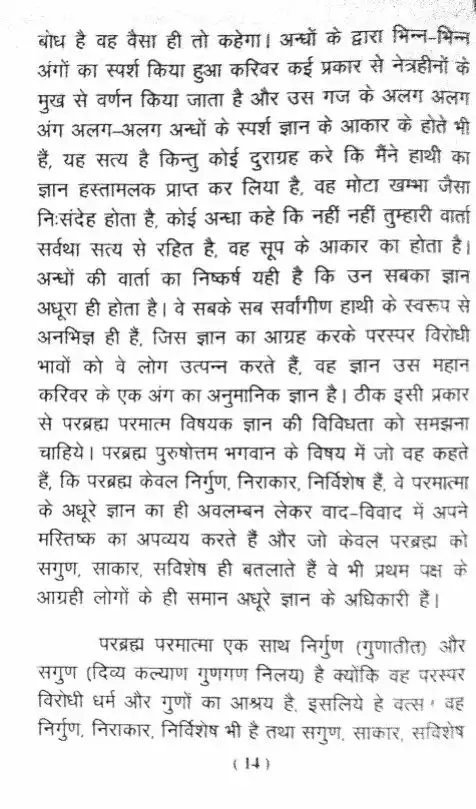 बोध है वह वैसा ही तो कहेगा। अन्धों के द्वारा भिन्न-भिन्न
अंगों का स्पर्श किया हुआ करिवर कई प्रकार से नेत्रहीनों के
मुख से वर्णन किया जाता है और उस गज के अलग अलग
अंग अलग-अलग अन्धों के स्पर्श ज्ञान के आकार के होते भी
हैं, यह सत्य है किन्तु कोई दुराग्रह करे कि मैंने हाथी का
ज्ञान हस्तामलक प्राप्त कर लिया है, वह मोटा खम्भा जैसा
निःसंदेह होता है, कोई अन्धा कहे कि नहीं नहीं तुम्हारी वार्ता
सर्वथा सत्य से रहित है, वह सूप के आकार का होता है।
अन्धों की वार्ता का निष्कर्ष यही है कि उन सबका ज्ञान
अधूरा ही होता है। वे सबके सब सर्वांगीण हाथी के स्वरूप से
अनभिज्ञ ही हैं, जिस ज्ञान का आग्रह करके परस्पर विरोधी
भावों को वे लोग उत्पन्न करते हैं, वह ज्ञान उस महान
करिवर के एक अंग का अनुमानिक ज्ञान है। ठीक इसी प्रकार
से परब्रह्म परमात्म विषयक ज्ञान की विविधता को समझना
चाहिये। परब्रह्म पुरुषोत्तम भगवान के विषय में जो वह कहते
हैं, कि परब्रह्म केवल निर्गुण, निराकार, निर्विशेष हैं, वे परमात्मा
के अधूरे ज्ञान का ही अवलम्बन लेकर वाद-विवाद में अपने
मस्तिष्क का अपव्यय करते हैं और जो केवल परब्रह्म को
सगुण, साकार, सविशेष ही बतलाते हैं वे भी प्रथम पक्ष के
आग्रही लोगों के ही समान अधूरे ज्ञान के अधिकारी हैं।
परब्रह्म परमात्मा एक साथ निर्गुण (गुणातीत) और
सगुण (दिव्य कल्याण गुणगण निलय) है क्योंकि वह परस्पर
विरोधी धर्म और गुणों का आश्रय है, इसलिये हे वत्स ! वह
निर्गुण, निराकार, निर्विशेष भी है तथा सगुण, साकार, सविशेष
( 14 )